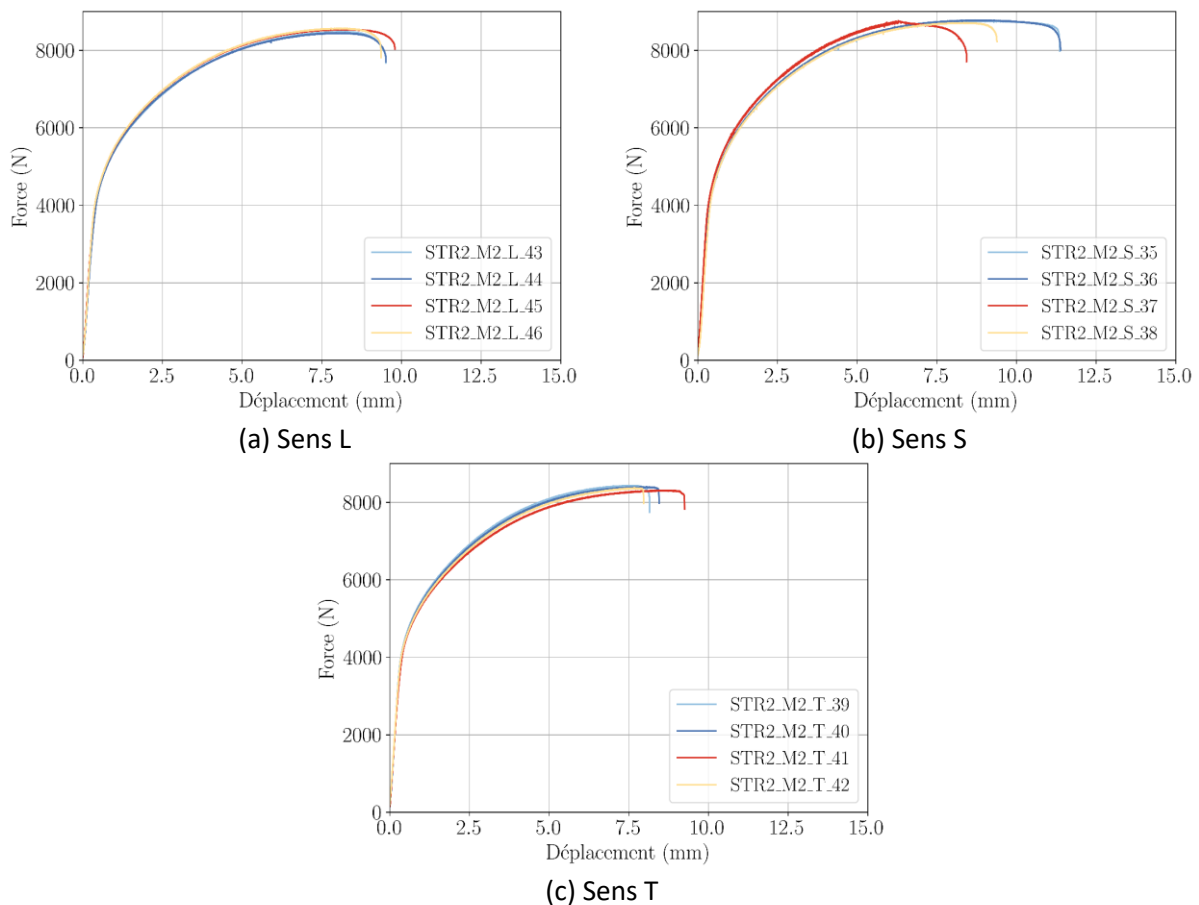 8000
6000
4000
2000
0
Force (N)
0.0 2.5 5.0 7.5 10.0 12.5 15.0
Déplacement (mm)
STR2_M2_L_43
STR2_M2_L_44
STR2_M2_L_45
STR2_M2_L_46
(a) Sens L
8000
6000
4000
2000
0
Force (N)
0.0 2.5 5.0 7.5 10.0 12.5 15.0
Déplacement (mm)
STR2_M2_S_35
STR2_M2_S_36
STR2_M2_S_37
STR2_M2_S_38
(b) Sens S
8000
6000
4000
2000
0
Force (N)
0.0 2.5 5.0 7.5 10.0 12.5 15.0
Déplacement (mm)
STR2_M2_T_39
STR2_M2_T_40
STR2_M2_T_41
STR2_M2_T_42
(c) Sens T